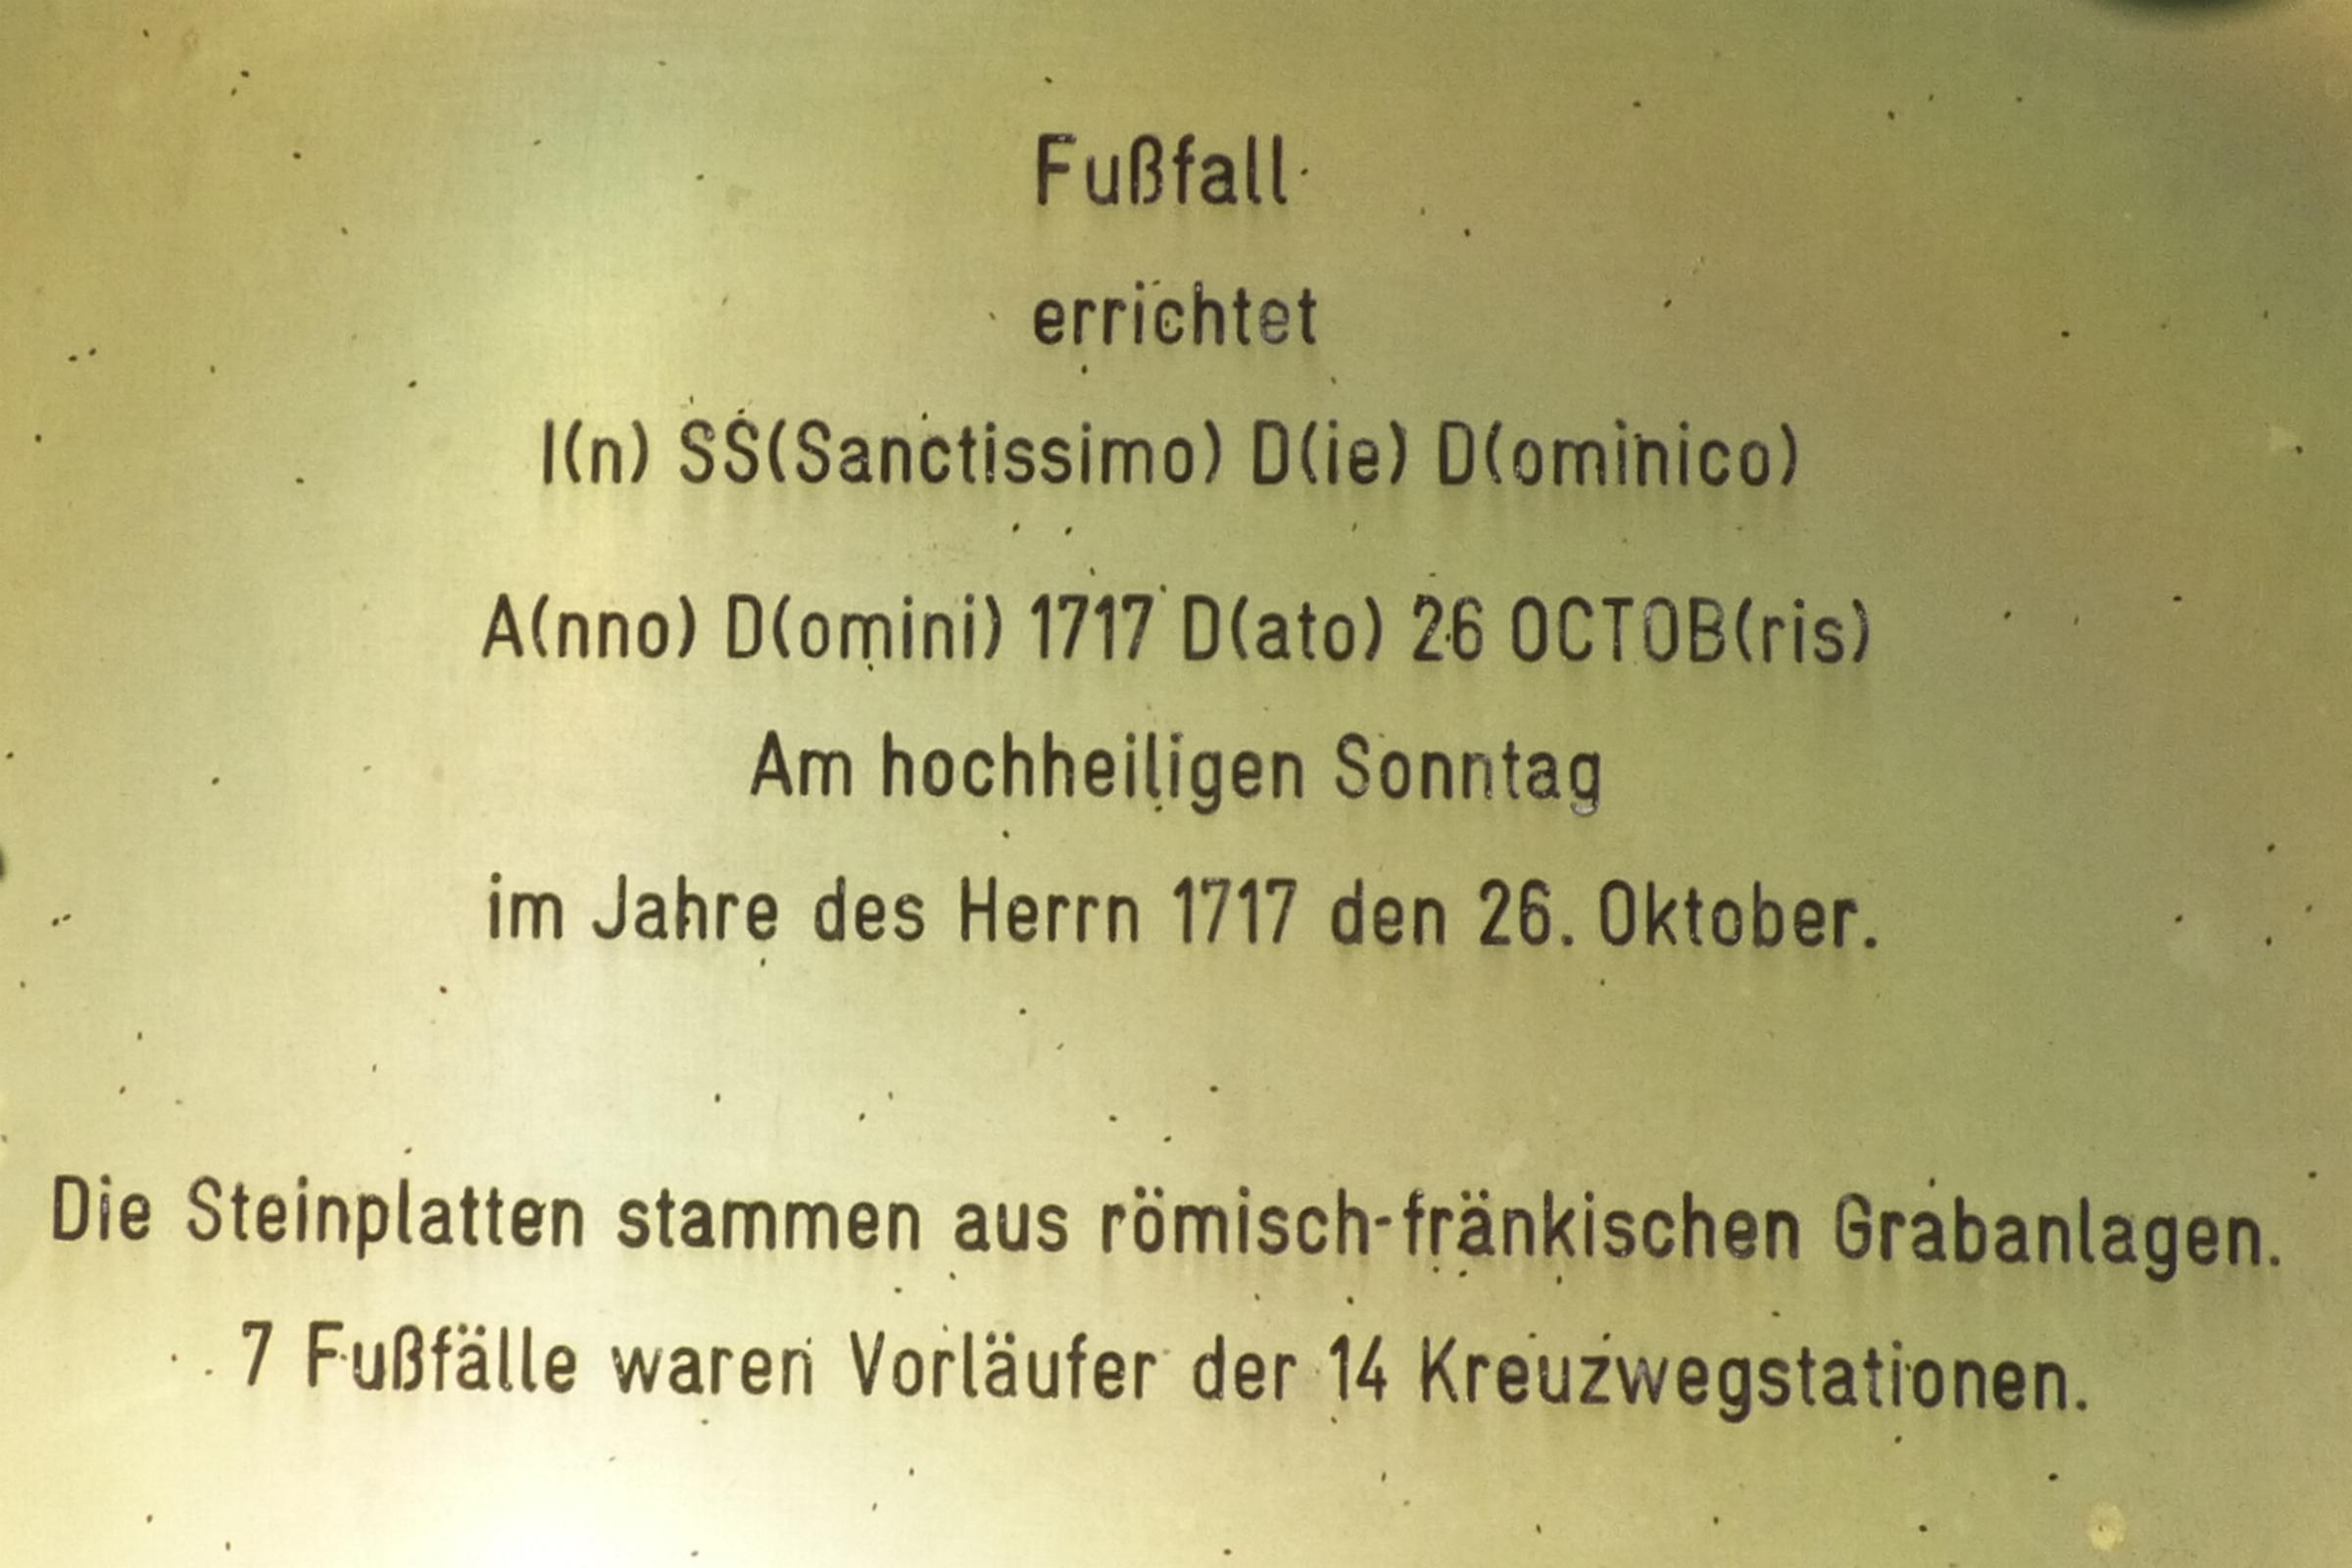 Fußfall
errichtet
I(n) SS(Sanctissimo) D(ie) D(ominico)
A(nno) D(omini) 1717 D(ato) 26 OCTOB(ris)
Am hochheiligen Sonntag
im Jahre des Herrn 1717 den 26. Oktober.
Die Steinplatten stammen aus römisch-fränkischen Grabanlagen.
7 Fußfälle waren Vorläufer der 14 Kreuzwegstationen.